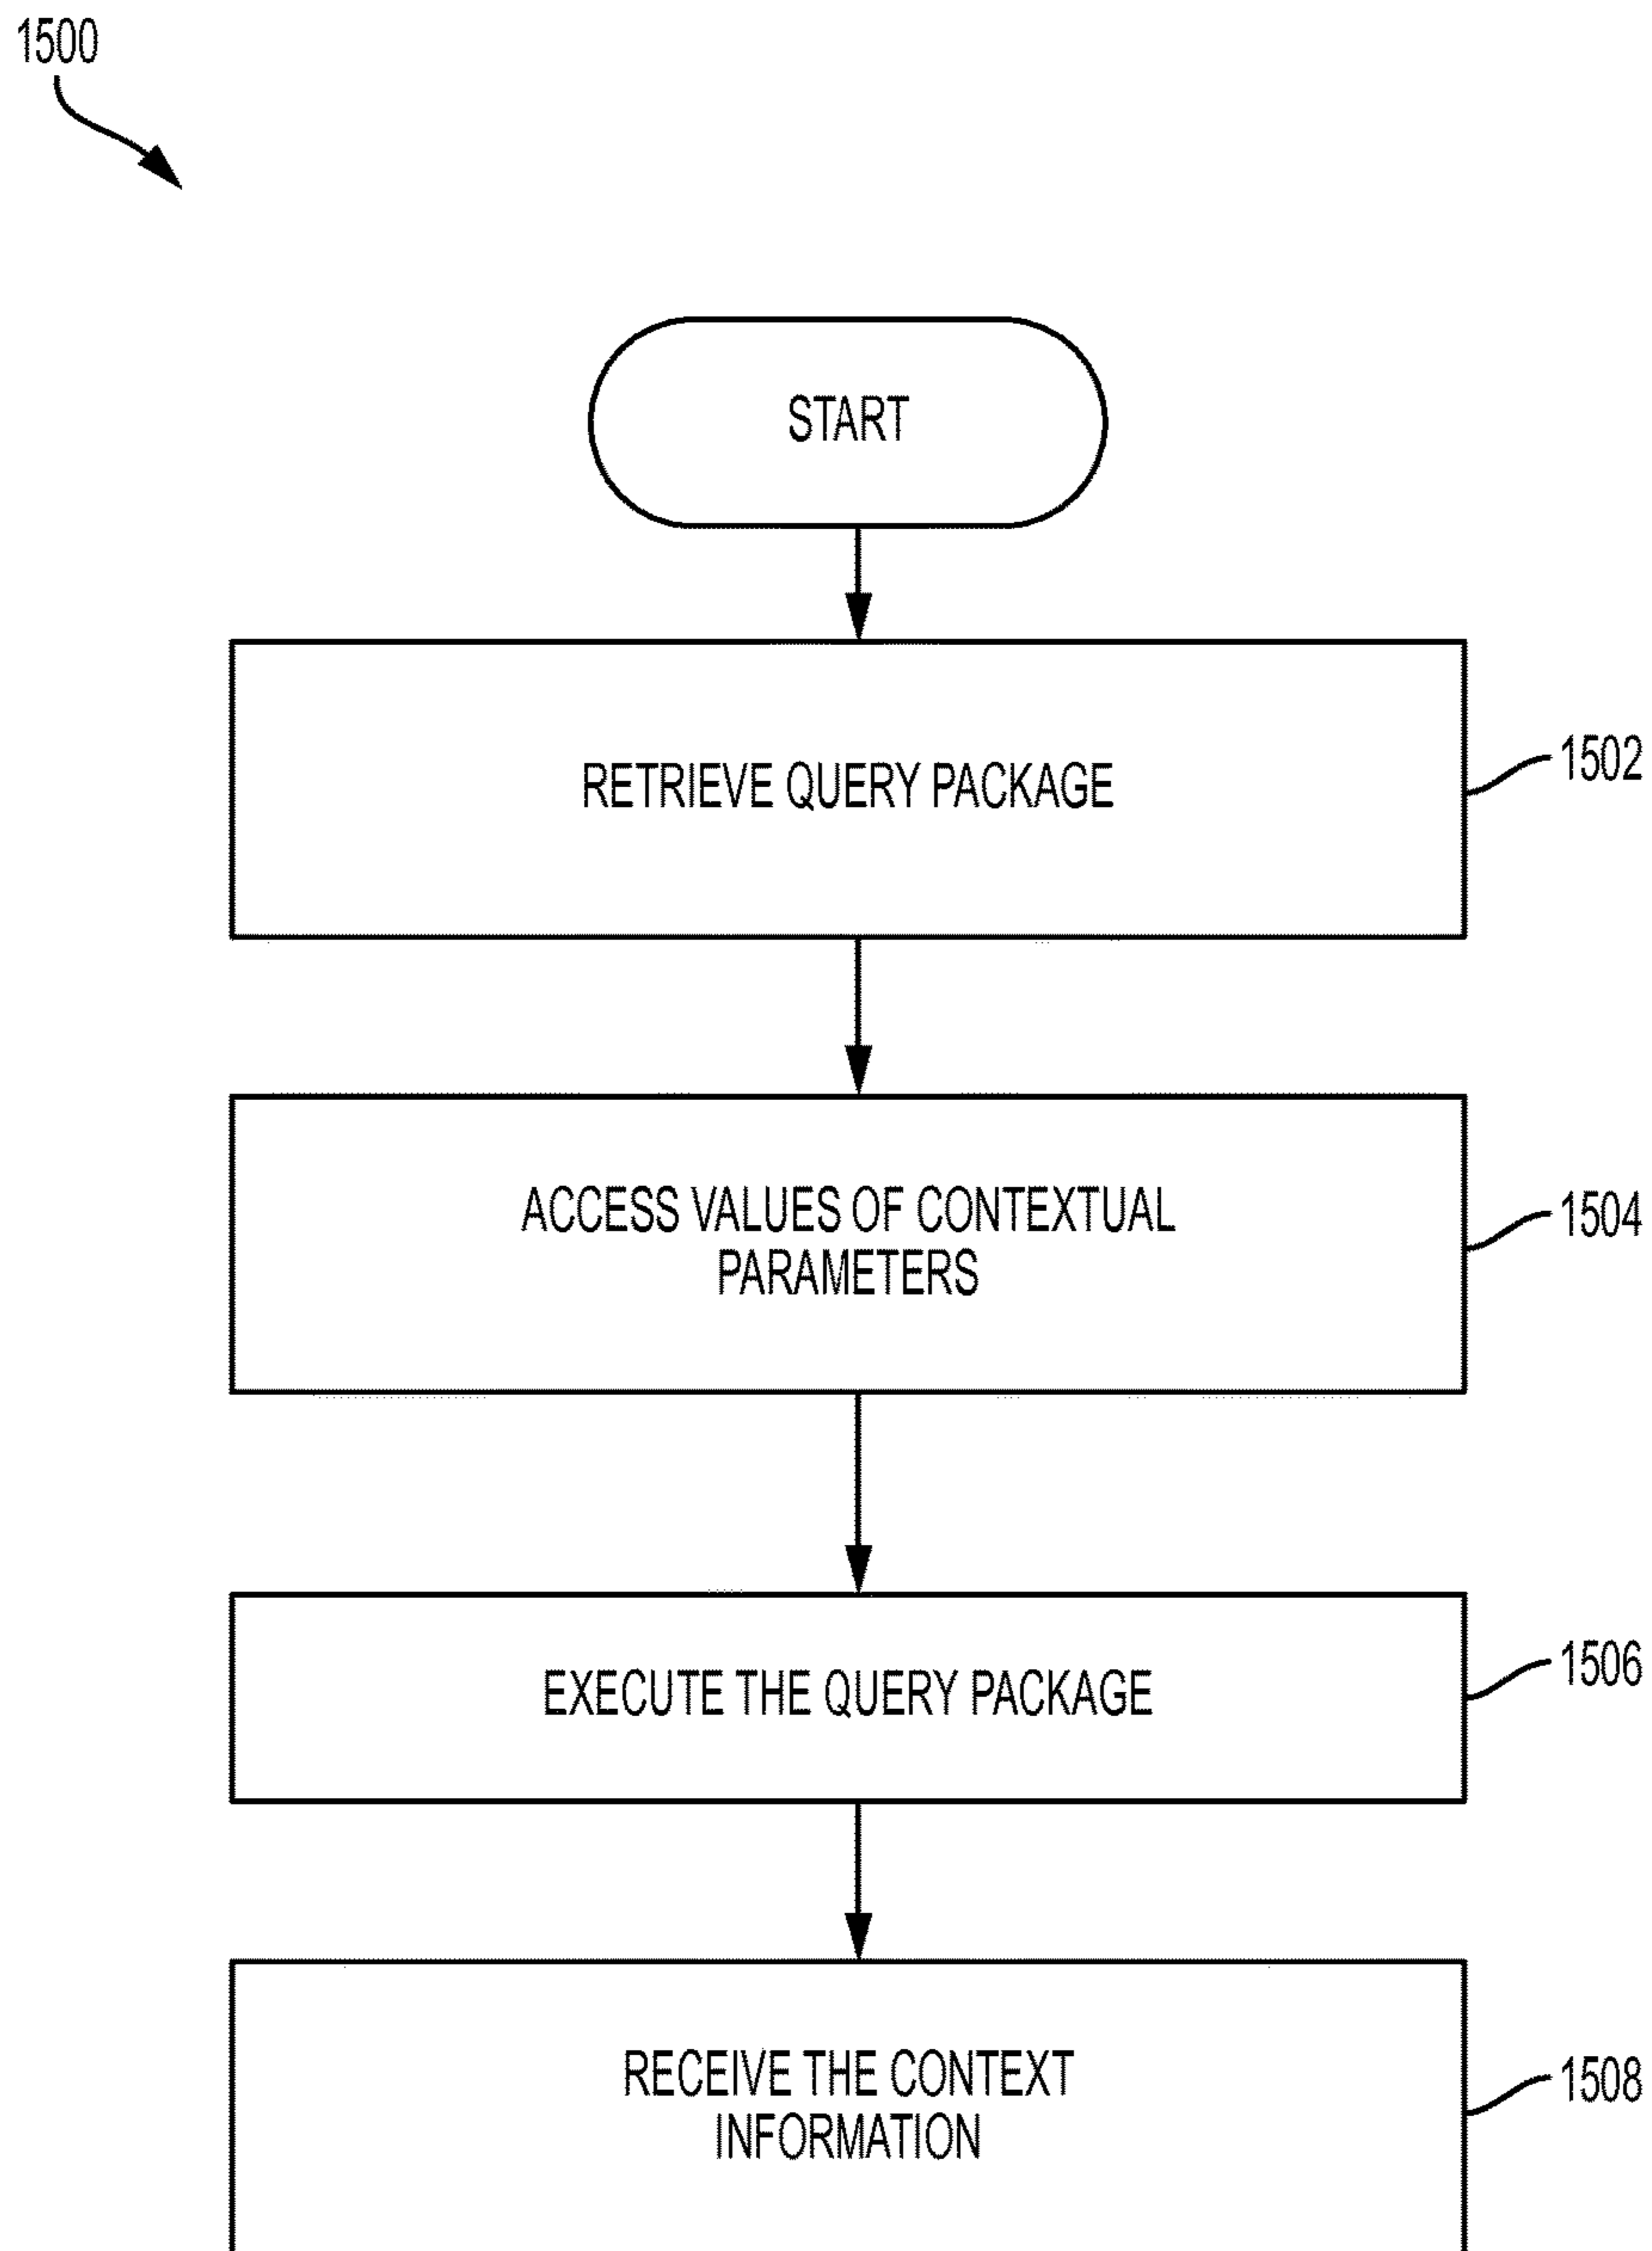 1500
START
RETRIEVE QUERY PACKAGE
1502
ACCESS VALUES OF CONTEXTUAL
PARAMETERS
1504
EXECUTE THE QUERY PACKAGE
1506
RECEIVE THE CONTEXT
INFORMATION
1508